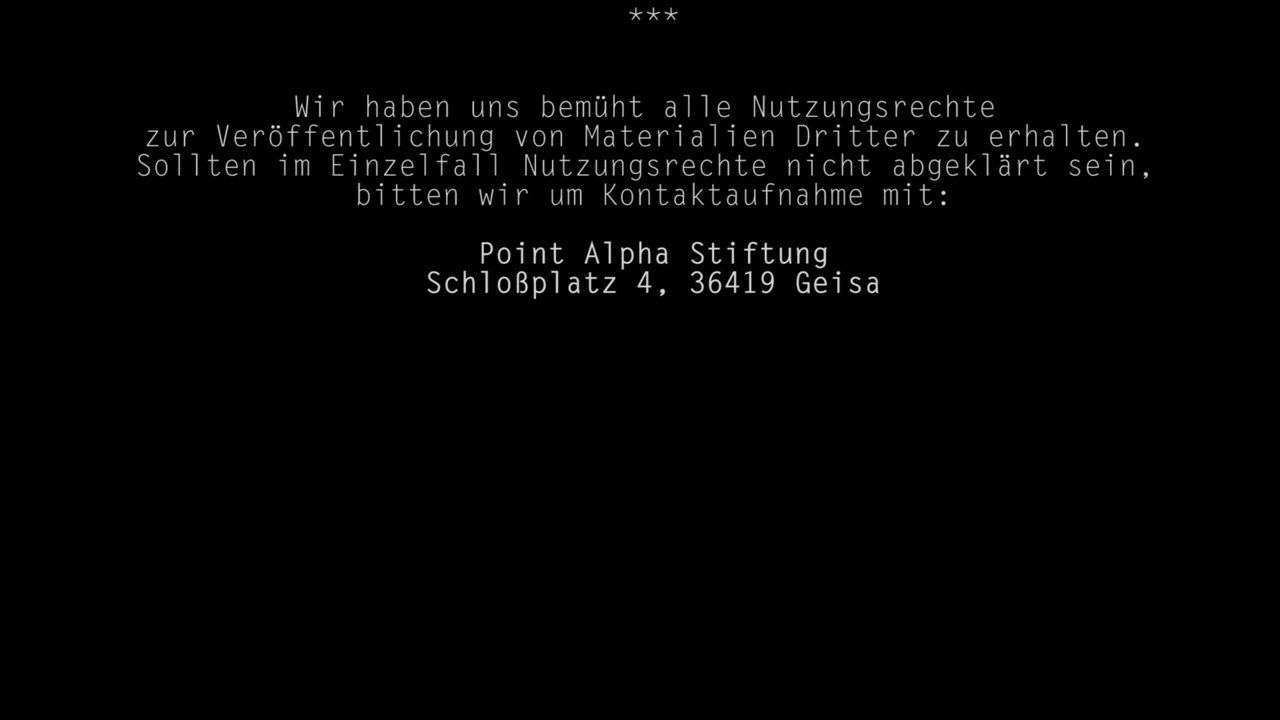 ***
Wir haben uns bemüht alle Nutzungsrechte
zur Veröffentlichung von Materialien Dritter zu erhalten.
Sollten im Einzelfall Nutzungsrechte nicht abgeklärt sein,
bitten wir um Kontaktaufnahme mit:
Point Alpha Stiftung
Schloßplatz 4, 36419 Geisa